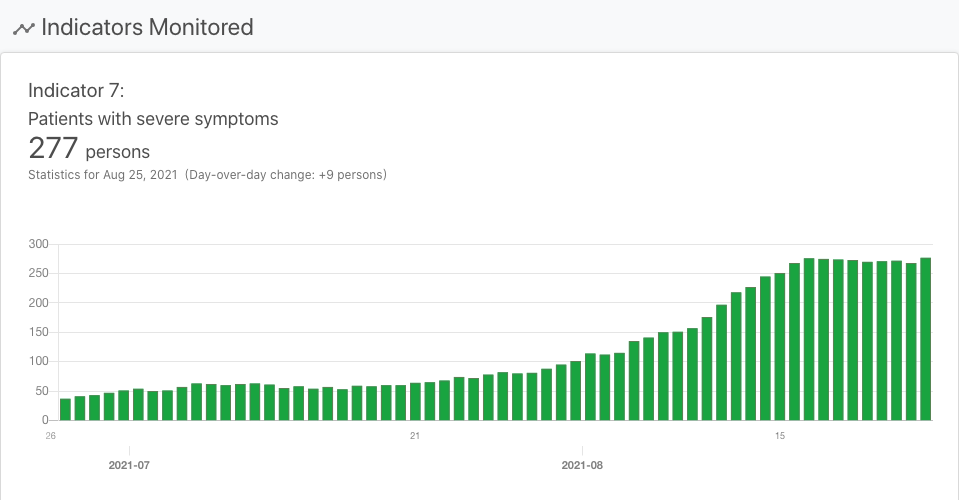 Indicators Monitored
Indicator 7:
Patients with severe symptoms
277 persons
Statistics for Aug 25, 2021 (Day-over-day change: +9 persons)
300
250
200
150
100
50
0
26 21 15
2021-07 2021-08